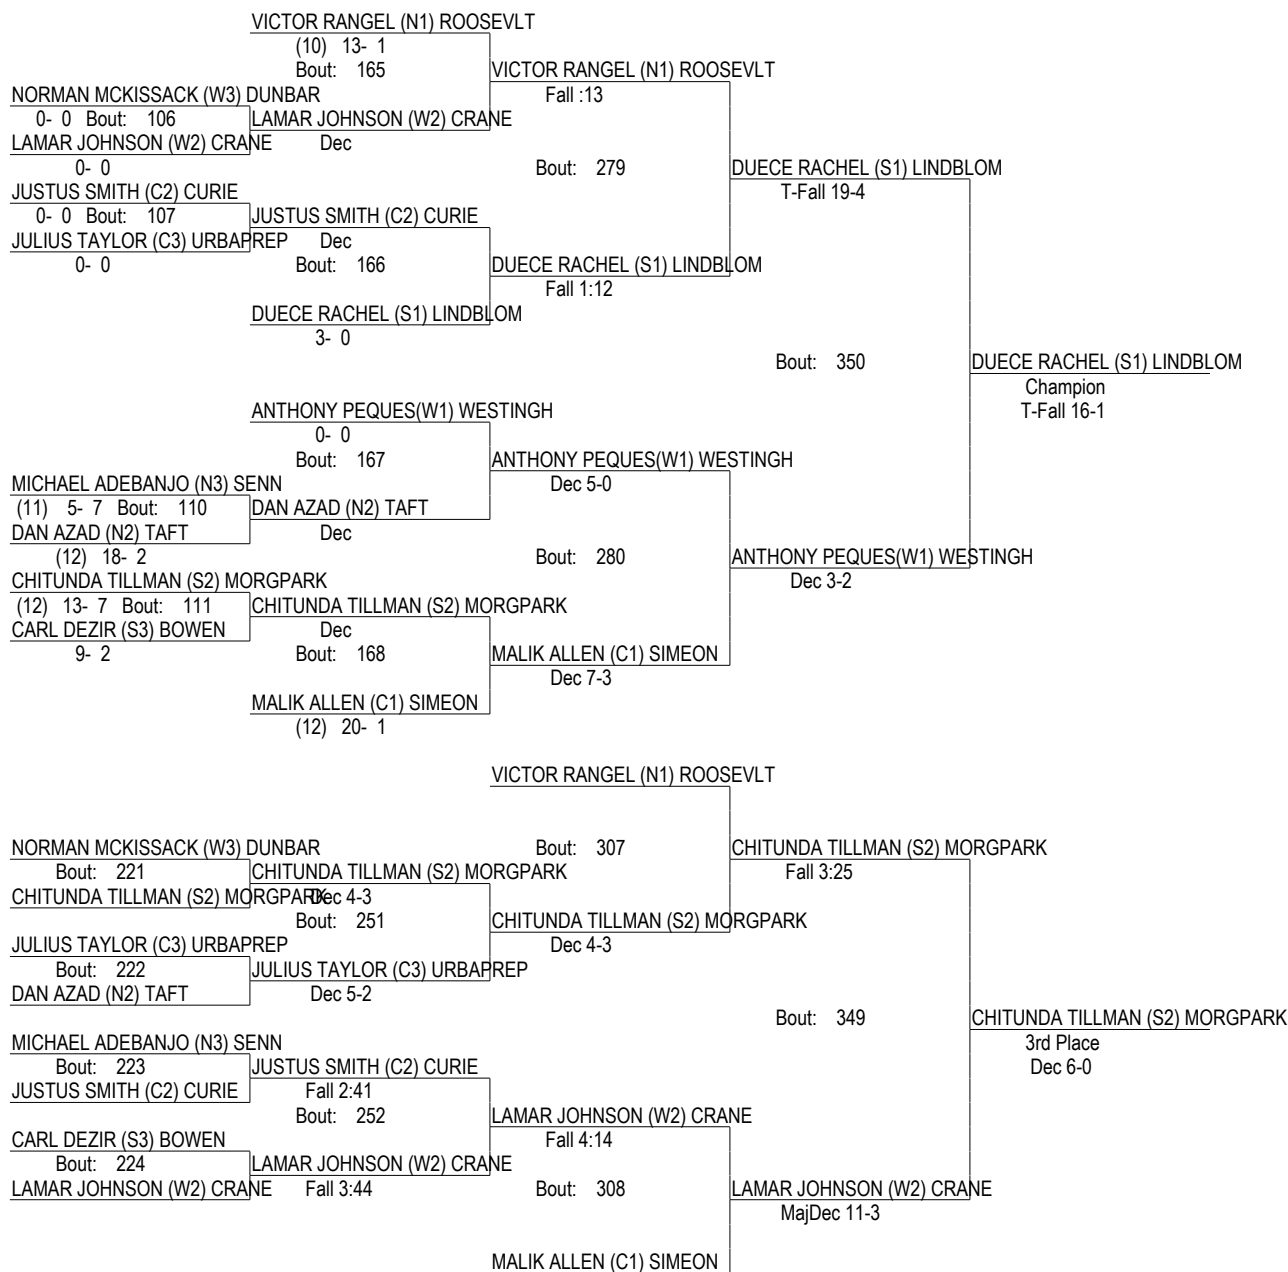 VICTOR RANGEL (N1) ROOSEVLT
(10) 13- 1
Bout: 165
VICTOR RANGEL (N1) ROOSEVLT
NORMAN MCKISSACK (W3) DUNBAR
Fall :13
0- 0 Bout: 106
LAMAR JOHNSON (W2) CRANE
LAMAR JOHNSON (W2) CRANE
Dec
0- 0
Bout: 279
DUECE RACHEL (S1) LINDBLOM
JUSTUS SMITH (C2) CURIE
T-Fall 19-4
0- 0 Bout: 107
JUSTUS SMITH (C2) CURIE
JULIUS TAYLOR (C3) URBAPREP
Dec
0- 0
Bout: 166
DUECE RACHEL (S1) LINDBLOM
Fall 1:12
DUECE RACHEL (S1) LINDBLOM
3- 0
Bout: 350
DUECE RACHEL (S1) LINDBLOM
Champion
T-Fall 16-1
ANTHONY PEQUES(W1) WESTINGH
0- 0
Bout: 167
ANTHONY PEQUES(W1) WESTINGH
MICHAEL ADEBANJO (N3) SENN
Dec 5-0
(11) 5- 7 Bout: 110
DAN AZAD (N2) TAFT
DAN AZAD (N2) TAFT
Dec
(12) 18- 2
Bout: 280
ANTHONY PEQUES(W1) WESTINGH
CHITUNDA TILLMAN (S2) MORGPARK
Dec 3-2
(12) 13- 7 Bout: 111
CHITUNDA TILLMAN (S2) MORGPARK
CARL DEZIR (S3) BOWEN
Dec
9- 2
Bout: 168
MALIK ALLEN (C1) SIMEON
Dec 7-3
MALIK ALLEN (C1) SIMEON
(12) 20- 1
VICTOR RANGEL (N1) ROOSEVLT
NORMAN MCKISSACK (W3) DUNBAR
Bout: 307
CHITUNDA TILLMAN (S2) MORGPARK
Bout: 221
CHITUNDA TILLMAN (S2) MORGPARK
Fall 3:25
CHITUNDA TILLMAN (S2) MORGPARK
Dec 4-3
Bout: 251
CHITUNDA TILLMAN (S2) MORGPARK
JULIUS TAYLOR (C3) URBAPREP
Dec 4-3
Bout: 222
JULIUS TAYLOR (C3) URBAPREP
DAN AZAD (N2) TAFT
Dec 5-2
Bout: 349
CHITUNDA TILLMAN (S2) MORGPARK
MICHAEL ADEBANJO (N3) SENN
3rd Place
Bout: 223
JUSTUS SMITH (C2) CURIE
Dec 6-0
JUSTUS SMITH (C2) CURIE
Fall 2:41
Bout: 252
LAMAR JOHNSON (W2) CRANE
CARL DEZIR (S3) BOWEN
Fall 4:14
Bout: 224
LAMAR JOHNSON (W2) CRANE
LAMAR JOHNSON (W2) CRANE
Fall 3:44
Bout: 308
LAMAR JOHNSON (W2) CRANE
MajDec 11-3
MALIK ALLEN (C1) SIMEON